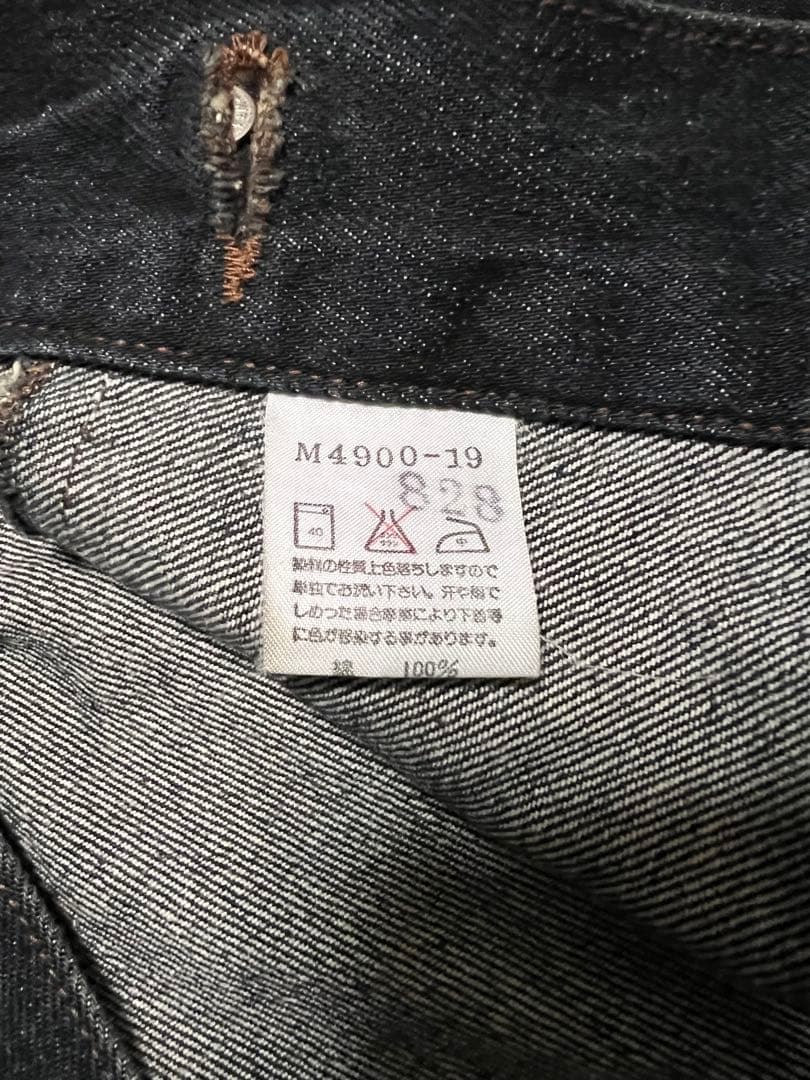 M4900-19
828
40
中
染料の性質上色落ちしますので
単独でお洗い下さい。汗や雨で
しめった場合摩擦により下着等
に色が移染する事があります。
綿 100%